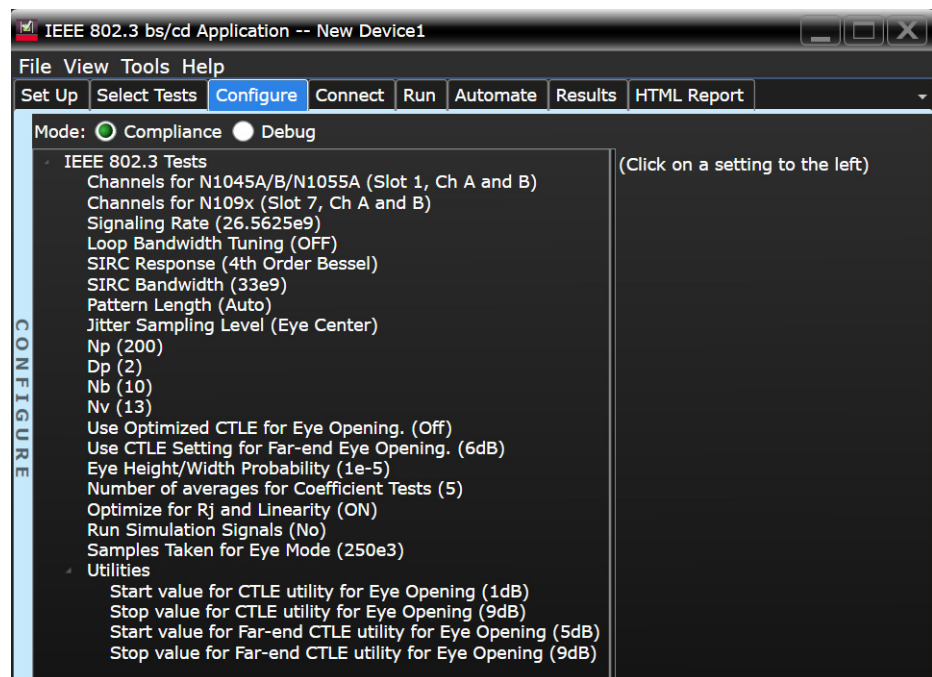 IEEE 802.3 bs/cd Application -- New Device1
File View Tools Help
Set Up Select Tests Configure Connect Run Automate Results HTML Report
Mode: Compliance Debug
IEEE 802.3 Tests
(Click on a setting to the left)
Channels for N1045A/B/N1055A (Slot 1, Ch A and B)
Channels for N109x (Slot 7, Ch A and B)
Signaling Rate (26.5625e9)
Loop Bandwidth Tuning (OFF)
SIRC Response (4th Order Bessel)
SIRC Bandwidth (33e9)
Pattern Length (Auto)
Jitter Sampling Level (Eye Center)
Np (200)
Dp (2)
Nb (10)
Nv (13)
Use Optimized CTLE for Eye Opening. (Off)
Use CTLE Setting for Far-end Eye Opening. (6dB)
Eye Height/Width Probability (1e-5)
Number of averages for Coefficient Tests (5)
Optimize for Rj and Linearity (ON)
Run Simulation Signals (No)
Samples Taken for Eye Mode (250e3)
Utilities
Start value for CTLE utility for Eye Opening (1dB)
Stop value for CTLE utility for Eye Opening (9dB)
Start value for Far-end CTLE utility for Eye Opening (5dB)
Stop value for Far-end CTLE utility for Eye Opening (9dB)
CONFIGURE